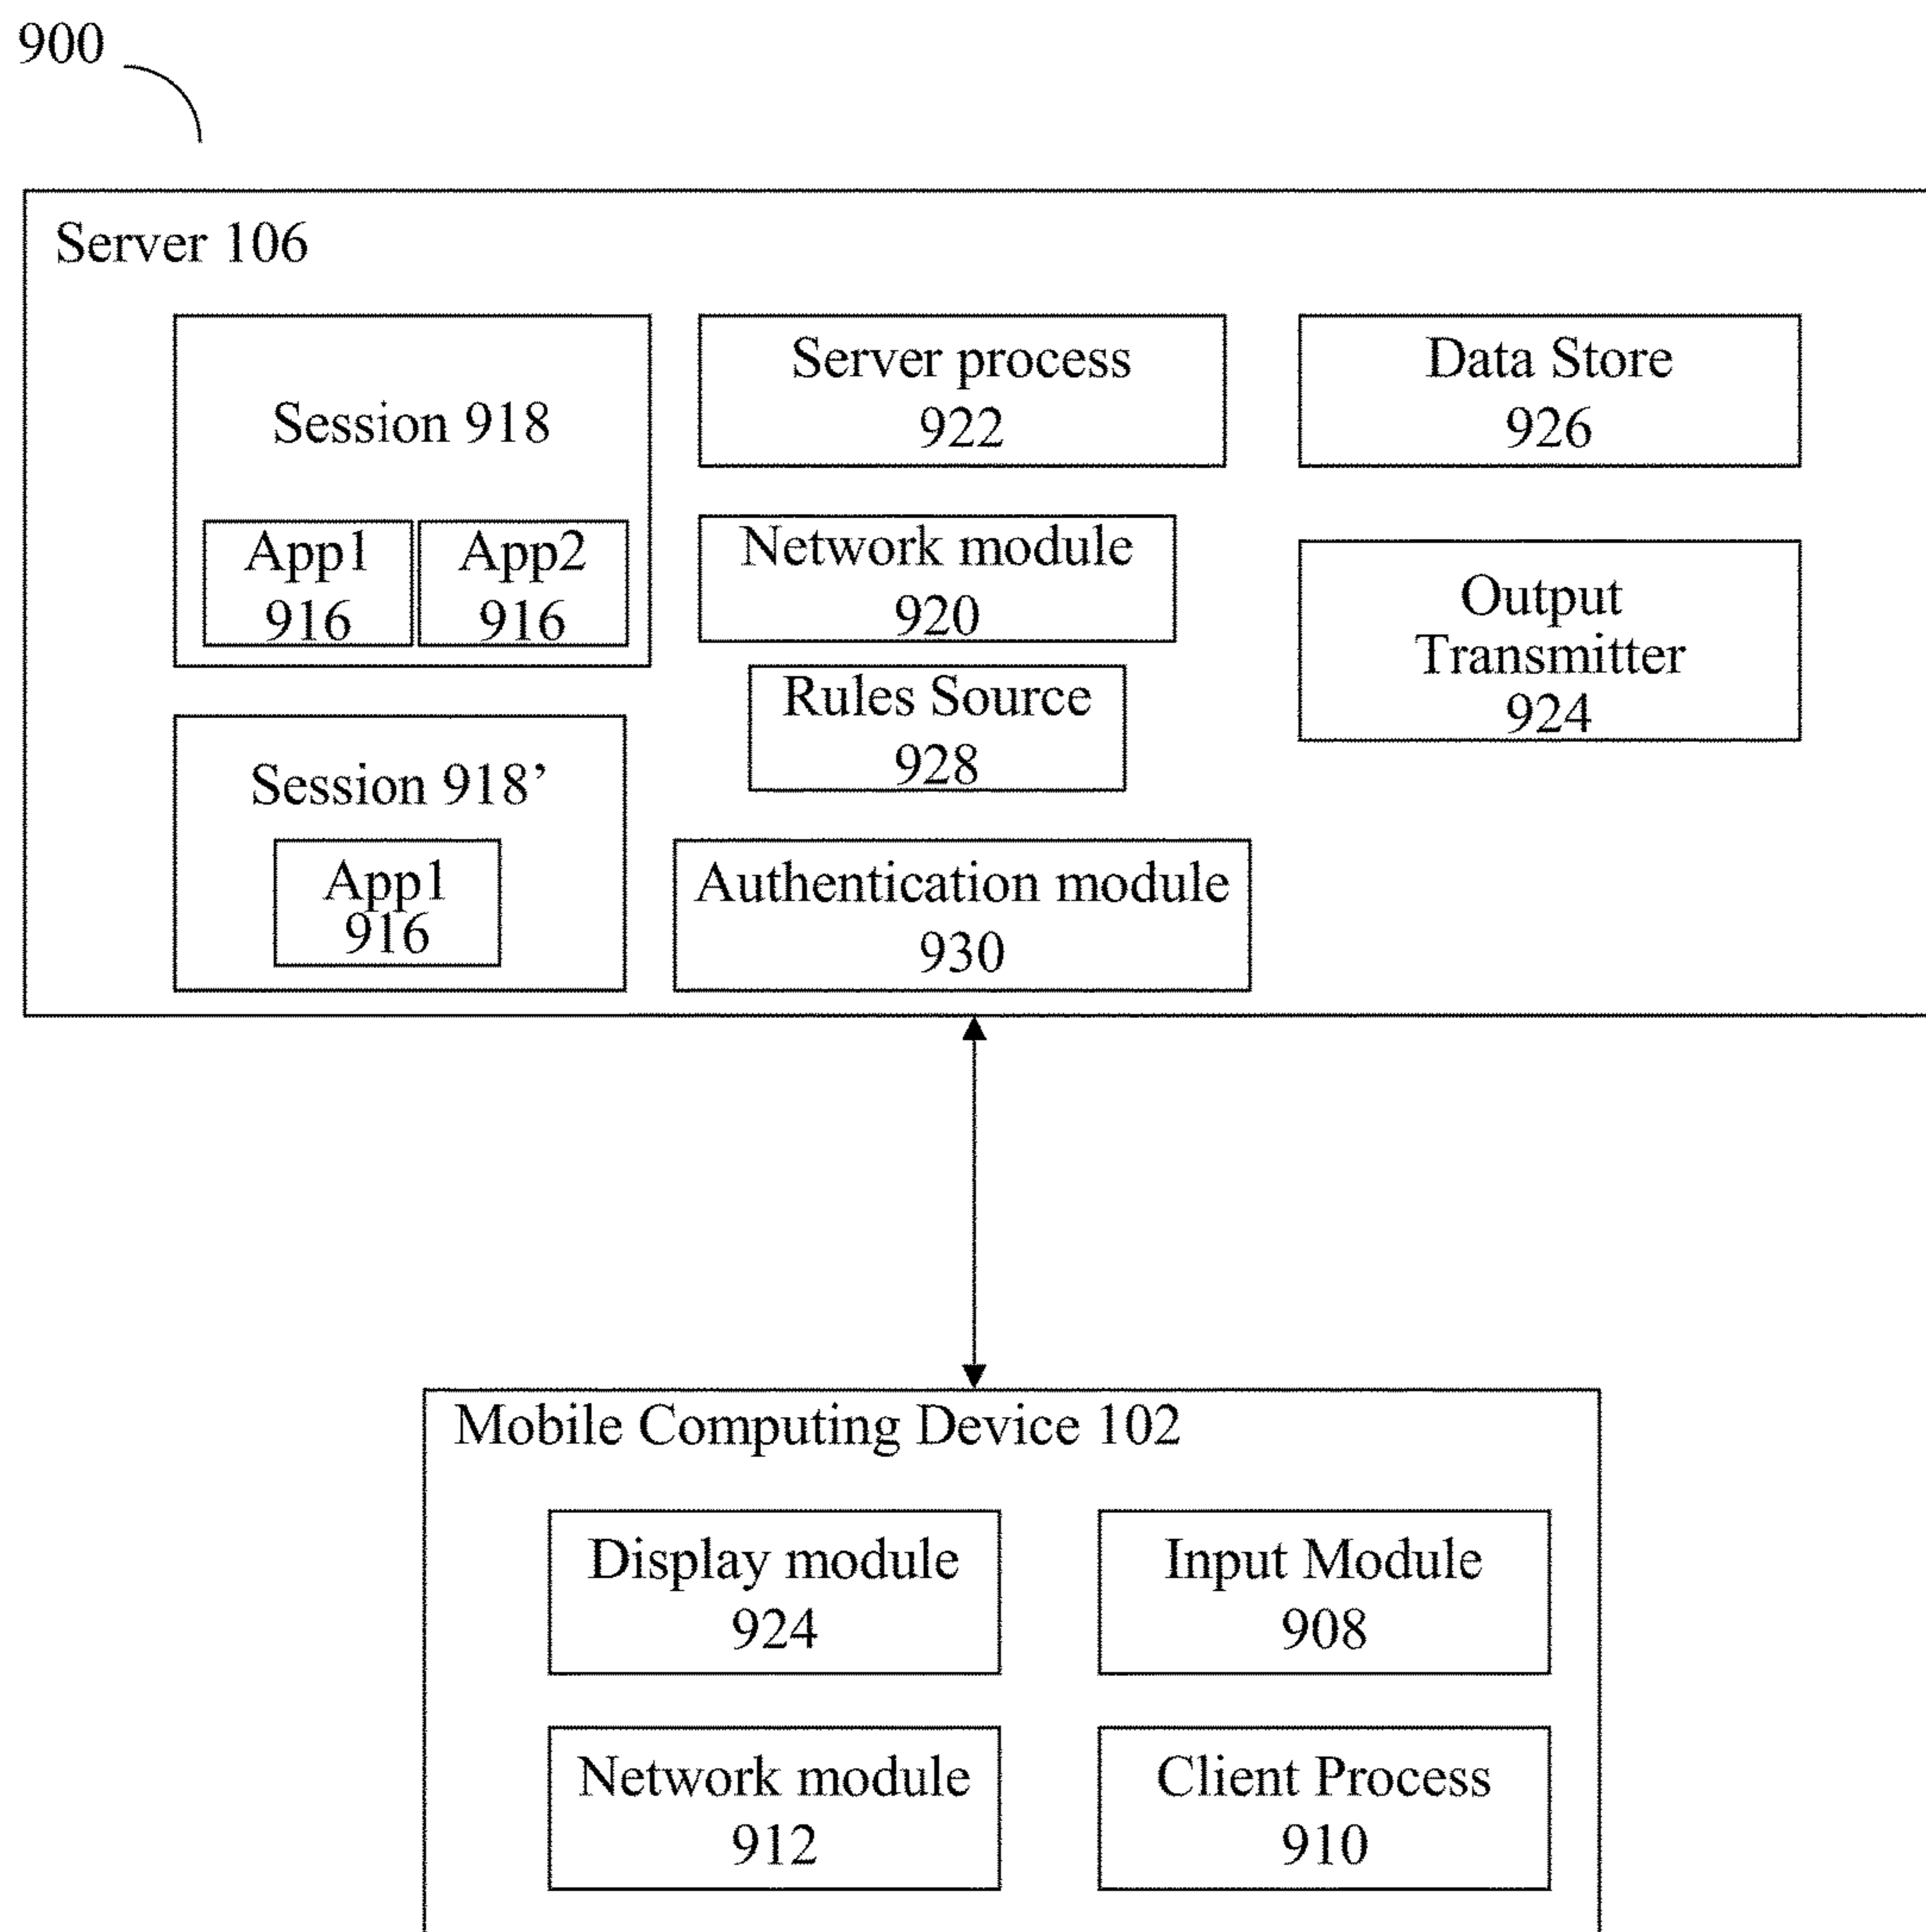 900
Server 106
Session 918
App1
916
App2
916
Session 918’
App1
916
Server process
922
Network module
920
Rules Source
928
Authentication module
930
Data Store
926
Output
Transmitter
924
Mobile Computing Device 102
Display module
924
Input Module
908
Network module
912
Client Process
910